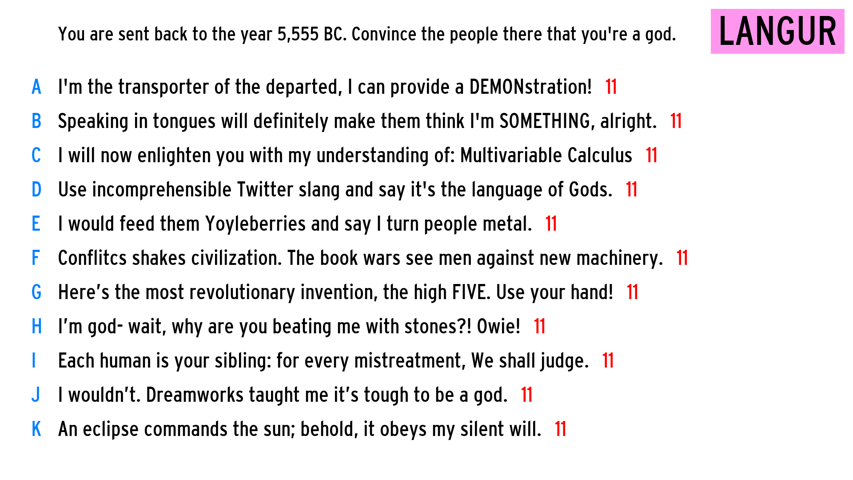 You are sent back to the year 5,555 BC. Convince the people there that you're a god.
LANGUR
A I'm the transporter of the departed, I can provide a DEMONstration! 11
B Speaking in tongues will definitely make them think I'm SOMETHING, alright. 11
C I will now enlighten you with my understanding of: Multivariable Calculus 11
D Use incomprehensible Twitter slang and say it's the language of Gods. 11
E I would feed them Yoyleberries and say I turn people metal. 11
F Conflitcs shakes civilization. The book wars see men against new machinery. 11
G Here’s the most revolutionary invention, the high FIVE. Use your hand! 11
H I’m god- wait, why are you beating me with stones?! Owie! 11
I Each human is your sibling: for every mistreatment, We shall judge. 11
J I wouldn’t. Dreamworks taught me it’s tough to be a god. 11
K An eclipse commands the sun; behold, it obeys my silent will. 11